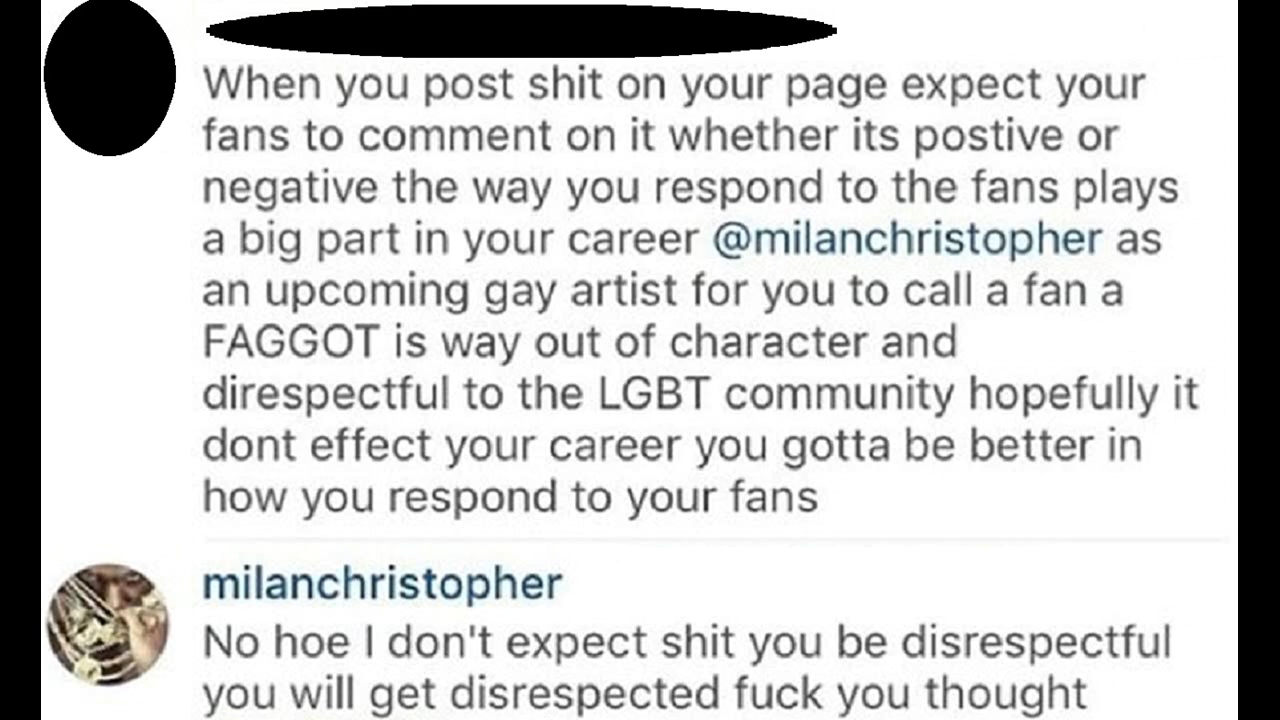 When you post shit on your page expect your
fans to comment on it whether its postive or
negative the way you respond to the fans plays
a big part in your career @milanchristopher as
an upcoming gay artist for you to call a fan a
FAGGOT is way out of character and
direspectful to the LGBT community hopefully it
dont effect your career you gotta be better in
how you respond to your fans
milanchristopher
No hoe I don't expect shit you be disrespectful
you will get disrespected fuck you thought